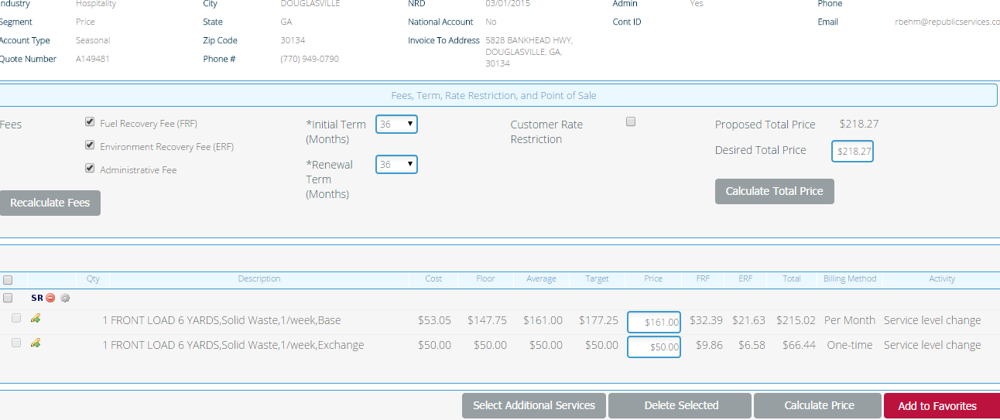 Industry Hospitality City DOUGLASVILLE NRD 03/01/2015 Admin Yes Phone
Segment Price State GA National Account No Cont ID Email rbehm@republicservices.co
Account Type Seasonal Zip Code 30134 Invoice To Address 5828 BANKHEAD HWY,
DOUGLASVILLE, GA,
Quote Number A149481 Phone # (770) 949-0790
30134
Fees, Term, Rate Restriction, and Point of Sale
Fees Fuel Recovery Fee (FRF) *Initial Term 36 Customer Rate Proposed Total Price $218.27
(Months) Restriction
Environment Recovery Fee (ERF) Desired Total Price $218.27
Administrative Fee *Renewal 36
Term
(Months)
Recalculate Fees Calculate Total Price
Qty Description Cost Floor Average Target Price FRF ERF Total Billing Method Activity
SR
1 FRONT LOAD 6 YARDS,Solid Waste,1/week,Base $53.05 $147.75 $161.00 $177.25 $161.00 $32.39 $21.63 $215.02 Per Month Service level change
1 FRONT LOAD 6 YARDS,Solid Waste,1/week,Exchange $50.00 $50.00 $50.00 $50.00 $50.00 $9.86 $6.58 $66.44 One-time Service level change
Select Additional Services Delete Selected Calculate Price Add to Favorites